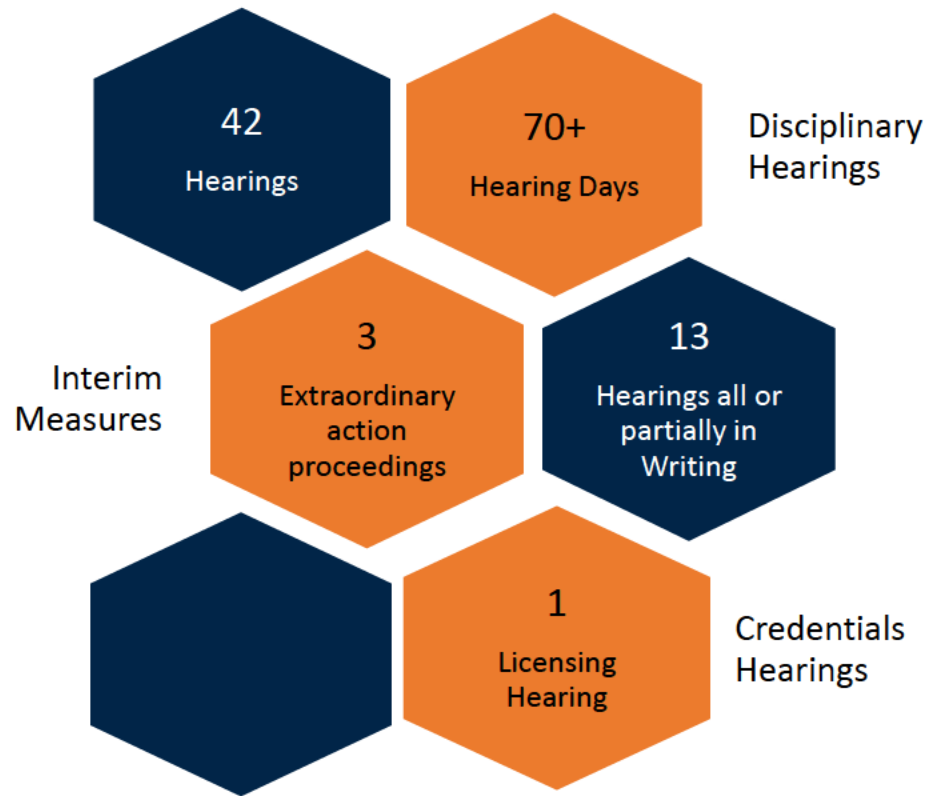 42
Hearings
70+
Hearing Days
Disciplinary
Hearings
Interim
Measures
3
Extraordinary
action
proceedings
13
Hearings all or
partially in
Writing
1
Licensing
Hearing
Credentials
Hearings